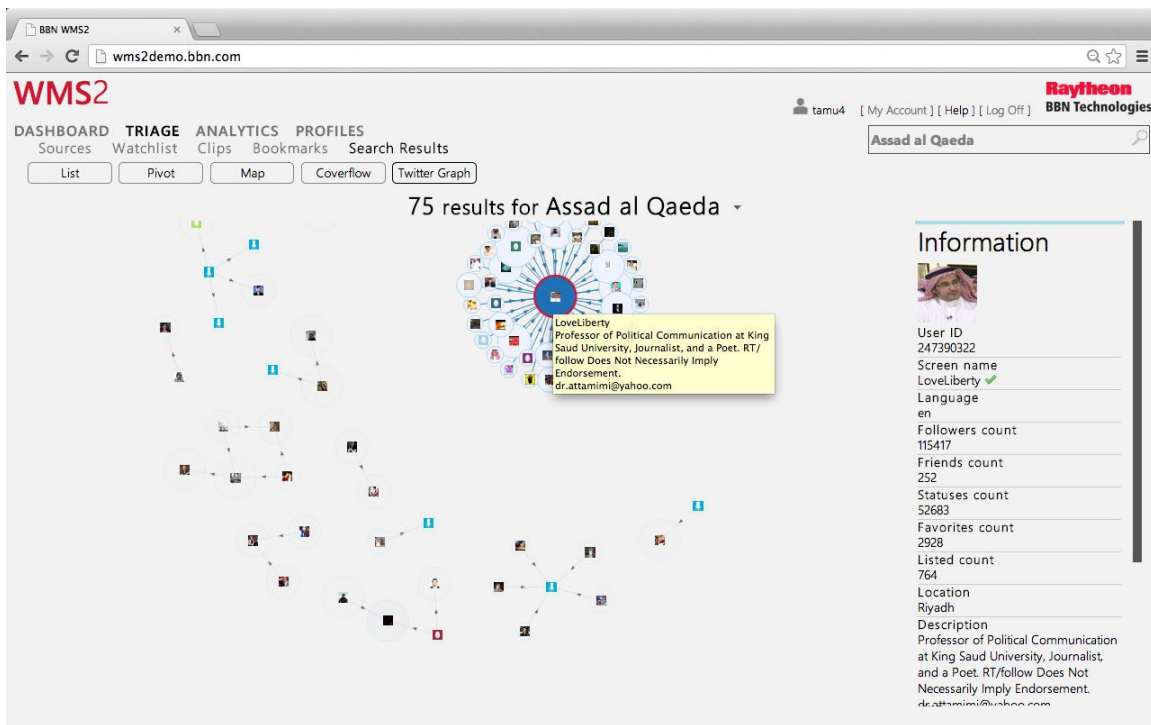 BBN WMS2
wms2demo.bbn.com
WMS2
Raytheon
BBN Technologies
tamu4 [ My Account ] [ Help ] [ Log Off ]
DASHBOARD TRIAGE ANALYTICS PROFILES
Sources Watchlist Clips Bookmarks Search Results
Assad al Qaeda
List Pivot Map Coverflow Twitter Graph
75 results for Assad al Qaeda
LoveLiberty
Professor of Political Communication at King
Saud University, Journalist, and a Poet. RT/
follow Does Not Necessarily Imply
Endorsement.
dr.attamimi@yahoo.com
Information
User ID
247390322
Screen name
LoveLiberty
Language
en
Followers count
115417
Friends count
252
Statuses count
52683
Favorites count
2928
Listed count
764
Location
Riyadh
Description
Professor of Political Communication
at King Saud University, Journalist,
and a Poet. RT/follow Does Not
Necessarily Imply Endorsement.
dr.attamimi@yahoo.com